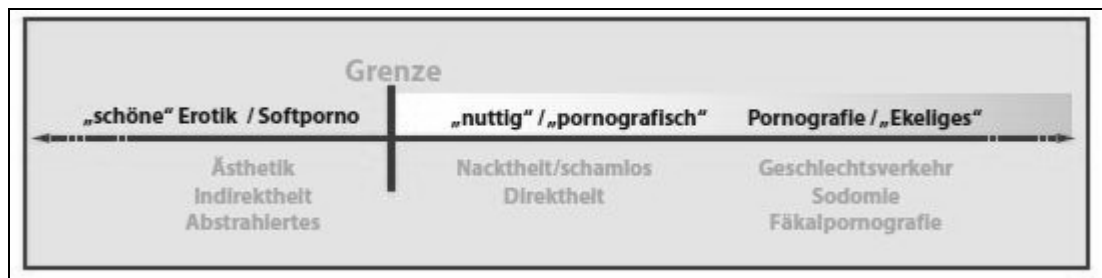 Grenze
„schöne“ Erotik / Softporno „nuttig“ / „pornografisch“ Pornografie / „Ekeliges“
Ästhetik Nacktheit/schamlos Geschlechtsverkehr
Indirektheit Direktheit Sodomie
Abstrahiertes Fäkalpornografie